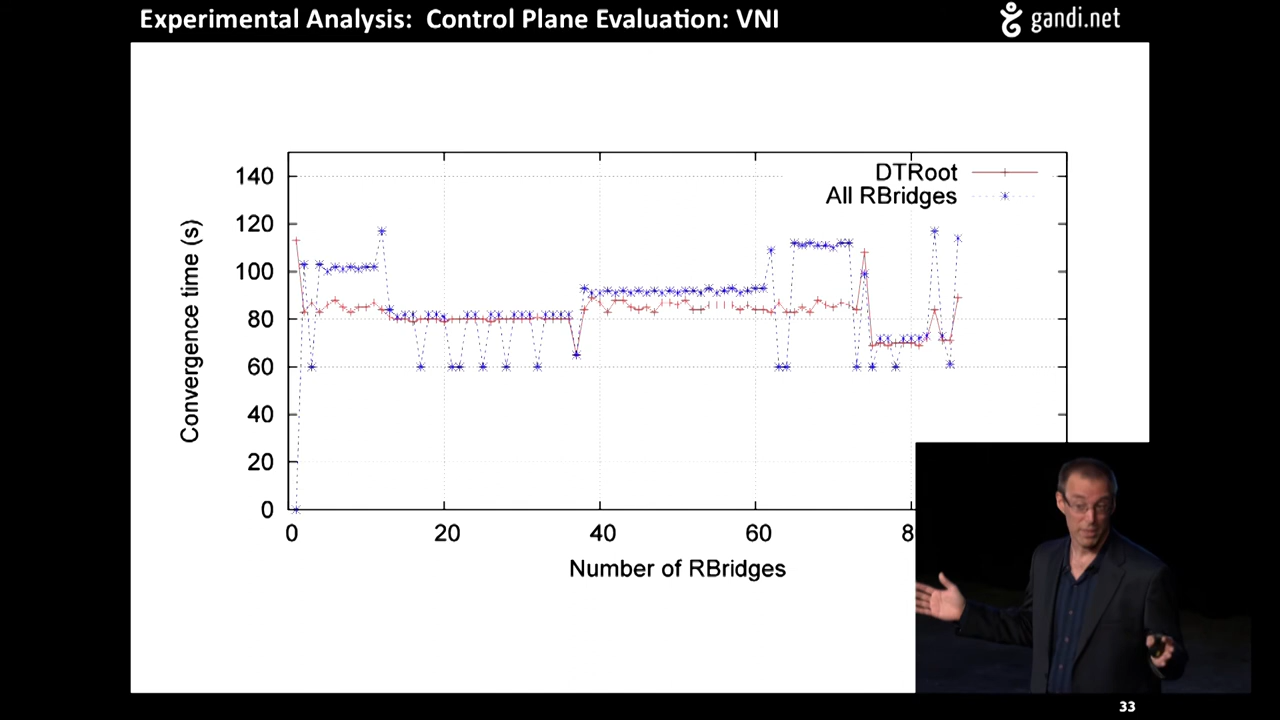 Experimental Analysis: Control Plane Evaluation: VNI
gandi.net
140
120
100
80
60
40
20
0
Convergence time (s)
DTRoot
All RBridges
0 20 40 60 8
Number of RBridges
33